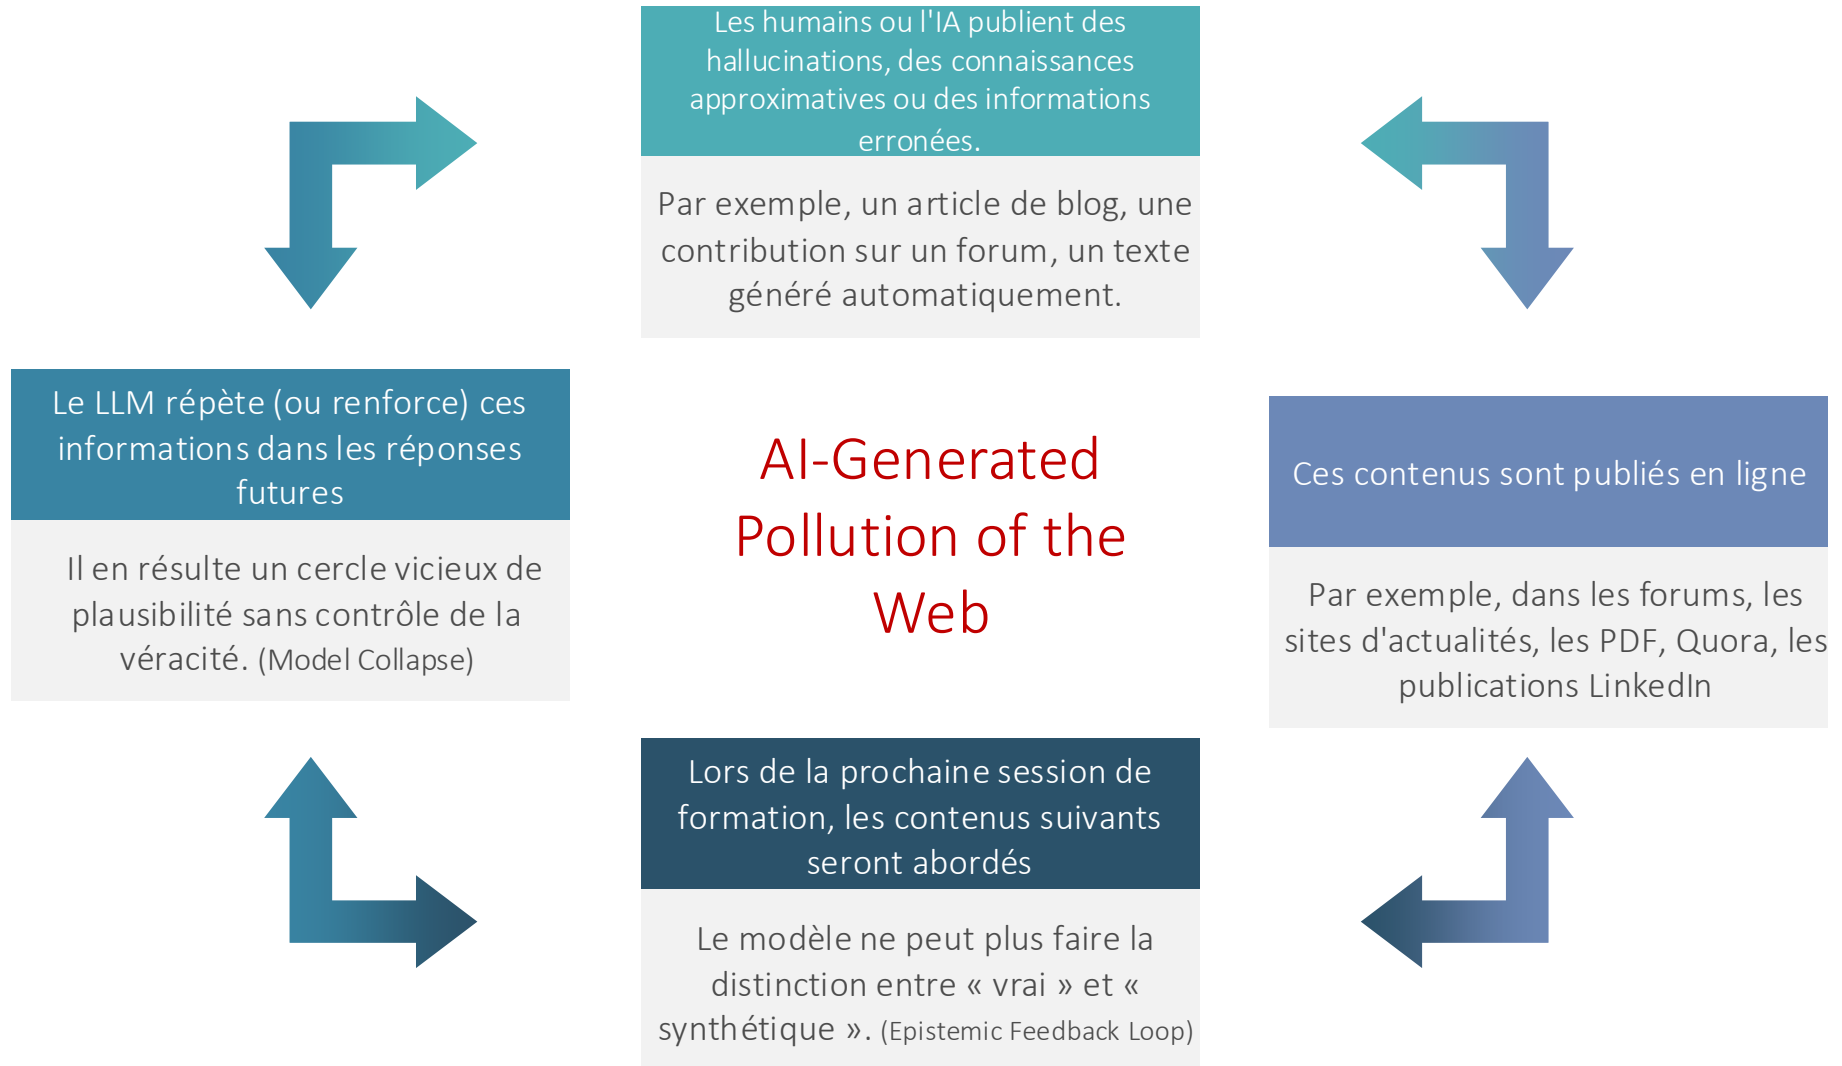 Les humains ou l'IA publient des
hallucinations, des connaissances
approximatives ou des informations
erronées.
Par exemple, un article de blog, une
contribution sur un forum, un texte
généré automatiquement.
Le LLM répète (ou renforce) ces
informations dans les réponses
futures
Il en résulte un cercle vicieux de
plausibilité sans contrôle de la
véracité. (Model Collapse)
AI-Generated
Pollution of the
Web
Ces contenus sont publiés en ligne
Par exemple, dans les forums, les
sites d'actualités, les PDF, Quora, les
publications LinkedIn
Lors de la prochaine session de
formation, les contenus suivants
seront abordés
Le modèle ne peut plus faire la
distinction entre « vrai » et «
synthétique ». (Epistemic Feedback Loop)